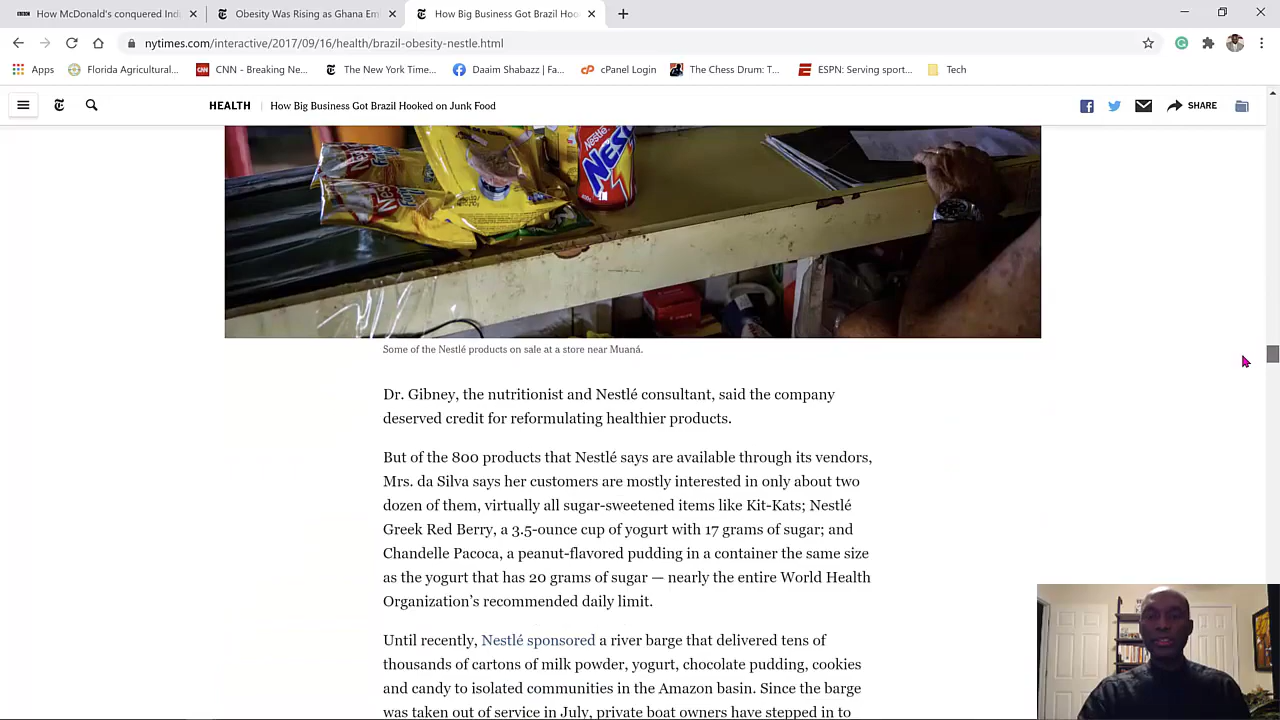 How McDonald's conquered Ind
Obesity Was Rising as Ghana Em
How Big Business Got Brazil Hoo
nytimes.com/interactive/2017/09/16/health/brazil-obesity-nestle.html
Apps
Florida Agricultural...
CNN - Breaking Ne...
The New York Time...
Daaim Shabazz | Fa...
cPanel Login
The Chess Drum: T...
ESPN: Serving sport...
Tech
HEALTH
How Big Business Got Brazil Hooked on Junk Food
SHARE
Nestlé
NES
Some of the Nestlé products on sale at a store near Muaná.
Dr. Gibney, the nutritionist and Nestlé consultant, said the company
deserved credit for reformulating healthier products.
But of the 800 products that Nestlé says are available through its vendors,
Mrs. da Silva says her customers are mostly interested in only about two
dozen of them, virtually all sugar-sweetened items like Kit-Kats; Nestlé
Greek Red Berry, a 3.5-ounce cup of yogurt with 17 grams of sugar; and
Chandelle Pacoca, a peanut-flavored pudding in a container the same size
as the yogurt that has 20 grams of sugar — nearly the entire World Health
Organization's recommended daily limit.
Until recently, Nestlé sponsored a river barge that delivered tens of
thousands of cartons of milk powder, yogurt, chocolate pudding, cookies
and candy to isolated communities in the Amazon basin. Since the barge
was taken out of service in July, private boat owners have stepped in to